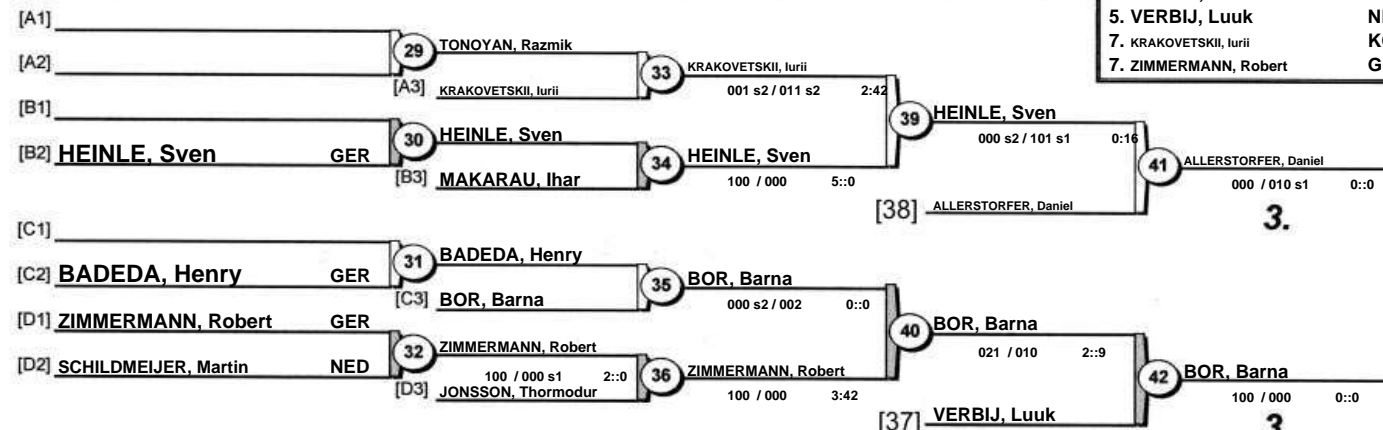 [A1]
[A2]
29
TONOYAN, Razmik
[A3]
KRAKOVETSKII, Iurii
33
KRAKOVETSKII, Iurii
001 s2 / 011 s2 2:42
[B1]
[B2] HEINLE, Sven GER
30
HEINLE, Sven
[B3]
MAKARAU, Ihar
34
HEINLE, Sven
100 / 000 5::0
39
HEINLE, Sven
000 s2 / 101 s1 0:16
[38] ALLERSTORFER, Daniel
41
ALLERSTORFER, Daniel
000 / 010 s1 0::0
3.
[C1]
[C2] BADEDA, Henry GER
31
BADEDA, Henry
[C3] BOR, Barna
35
BOR, Barna
000 s2 / 002 0::0
[D1] ZIMMERMANN, Robert GER
[D2] SCHILDMEIJER, Martin NED
32
ZIMMERMANN, Robert
100 / 000 s1 2::0
[D3] JONSSON, Thormodur
36
ZIMMERMANN, Robert
100 / 000 3:42
40
BOR, Barna
021 / 010 2::9
[37] VERBIJ, Luuk
42
BOR, Barna
100 / 000 0::0
3
5. VERBIJ, Luuk
7. KRAKOVETSKII, Iurii
7. ZIMMERMANN, Robert